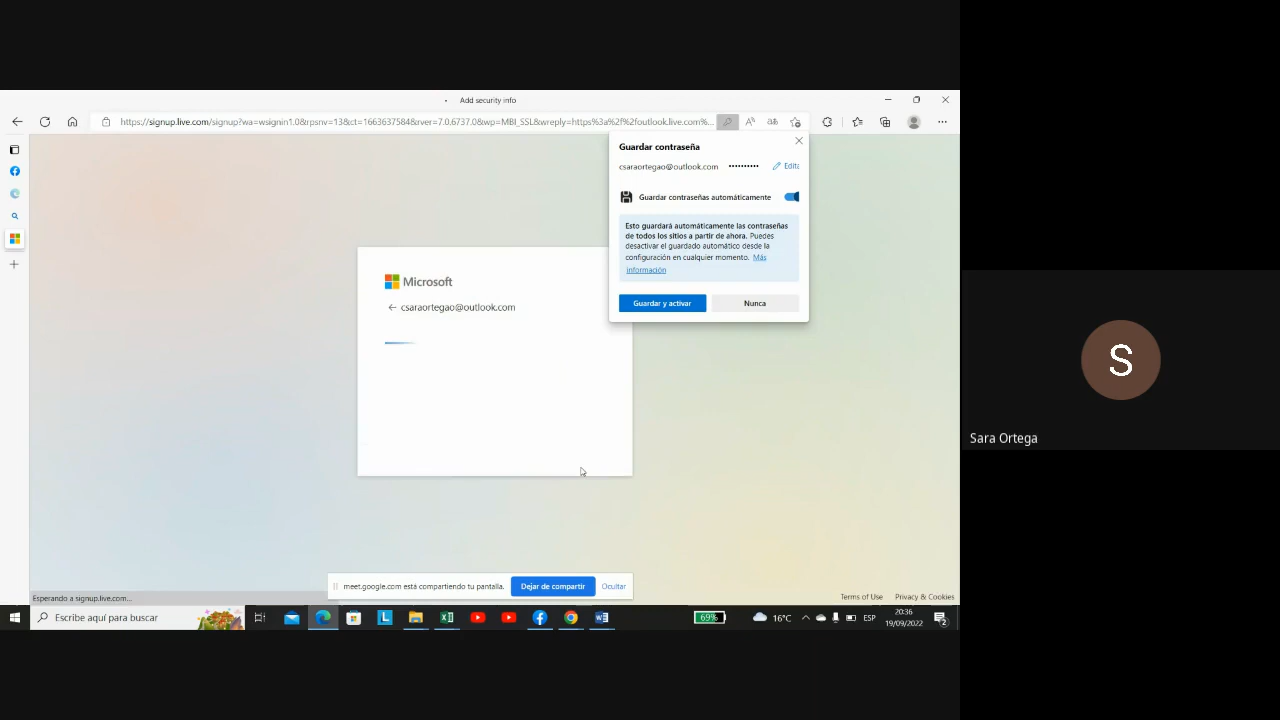 Add security info
https://signup.live.com/signup?wa=wsignin1.0&rpsnv=13&ct=1663637584&rver=7.0.6737.0&wp=MBI_SSL&wreply=https%3a%2f%2foutlook.live.com%...
Guardar contraseña
csaraortegao@outlook.com •••••••••• Edita
Guardar contraseñas automáticamente
Esto guardará automáticamente las contraseñas
de todos los sitios a partir de ahora. Puedes
desactivar el guardado automático desde la
configuración en cualquier momento. Más
información
Guardar y activar Nunca
Microsoft
← csaraortegao@outlook.com
S
Sara Ortega
meet.google.com está compartiendo tu pantalla. Dejar de compartir Ocultar
Esperando a signup.live.com...
Terms of Use Privacy & Cookies
Escribe aquí para buscar
69%
16°C
ESP
20:36
19/09/2022
2